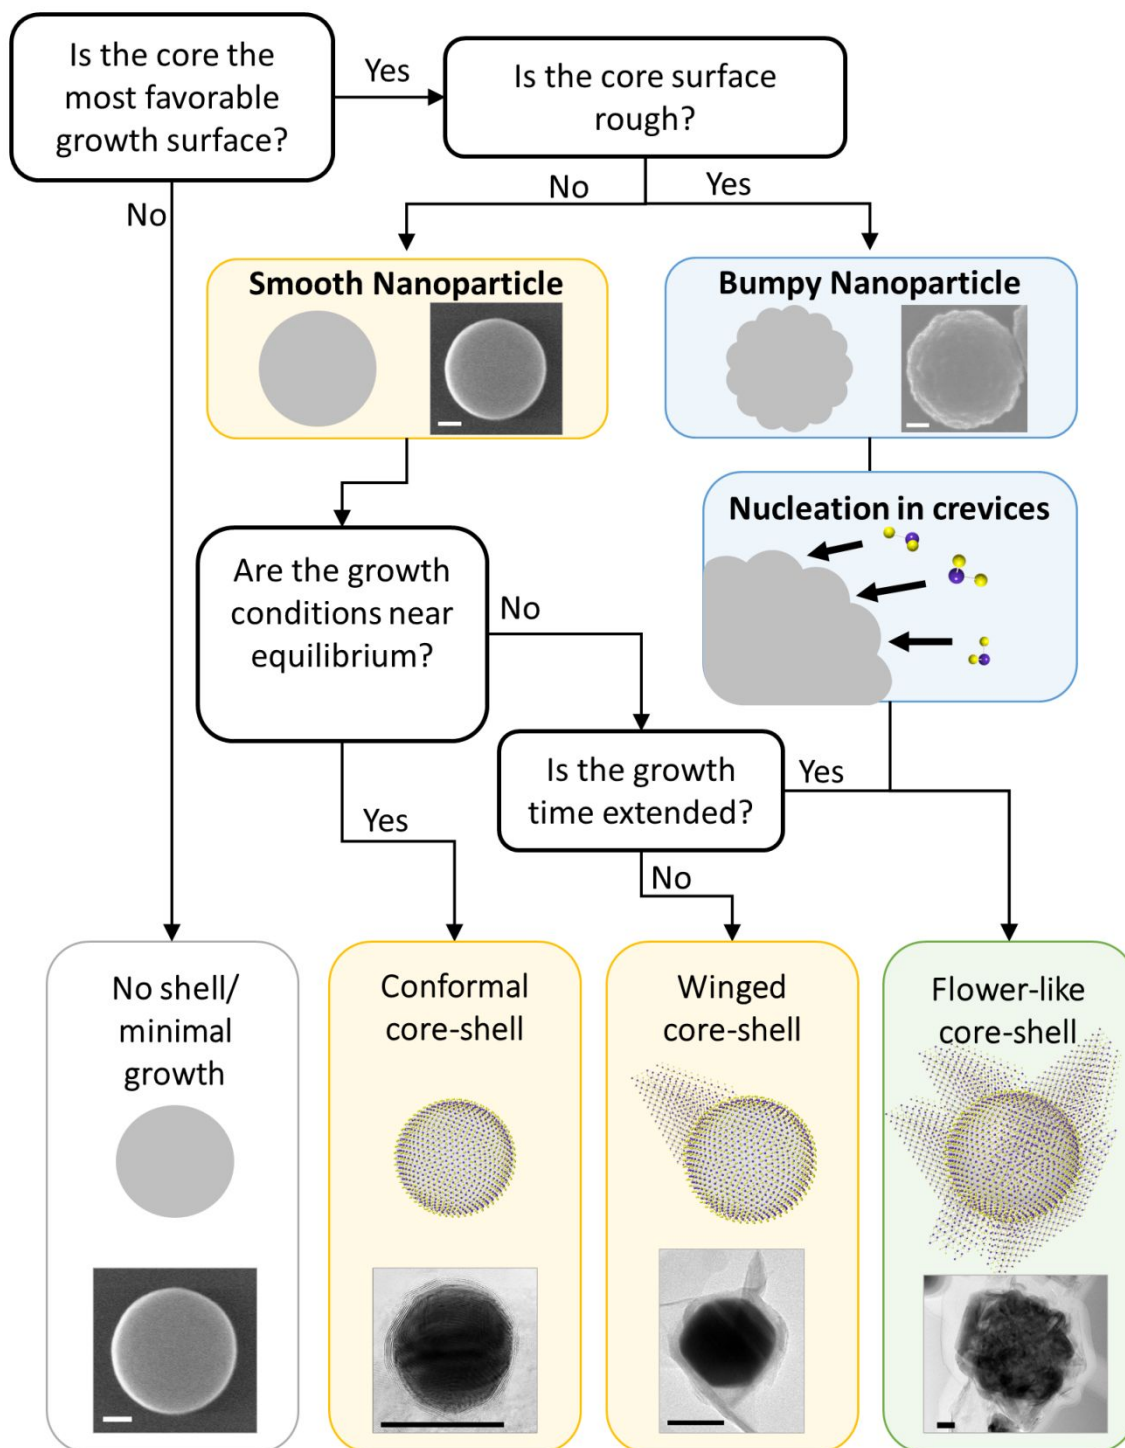 Is the core the
most favorable
growth surface?
Yes
Is the core surface
rough?
No
No
Yes
Smooth Nanoparticle
Bumpy Nanoparticle
Nucleation in crevices
Are the growth
conditions near
equilibrium?
No
Is the growth
time extended?
Yes
Yes
No
No shell/
minimal
growth
Conformal
core-shell
Winged
core-shell
Flower-like
core-shell